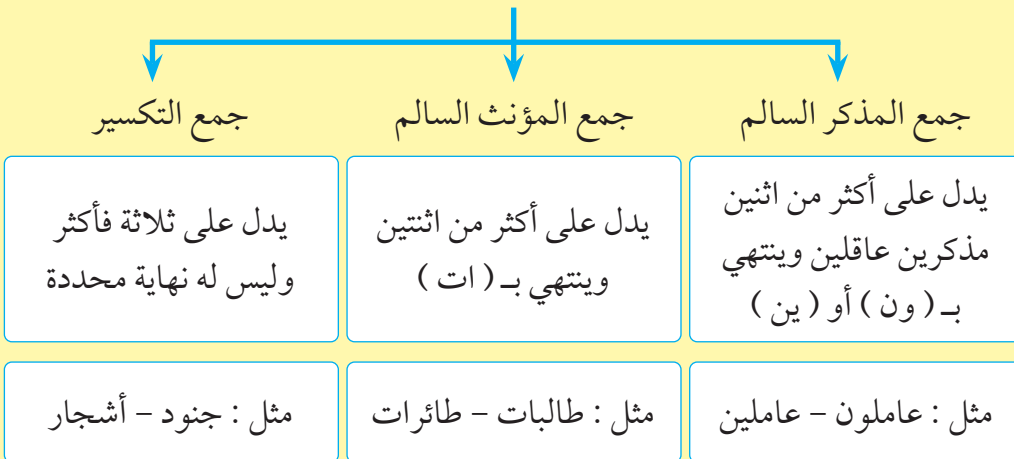 جمع المذكر السالم
جمع المؤنث السالم
جمع التكسير
يدل على أكثر من اثنين
مذكرين عاقلين وينتهي
بـ ( ون ) أو ( ين )
يدل على أكثر من اثنتين
وينتهي بـ ( ات )
يدل على ثلاثة فأكثر
وليس له نهاية محددة
مثل : عاملون – عاملين
مثل : طالبات – طائرات
مثل : جنود – أشجار